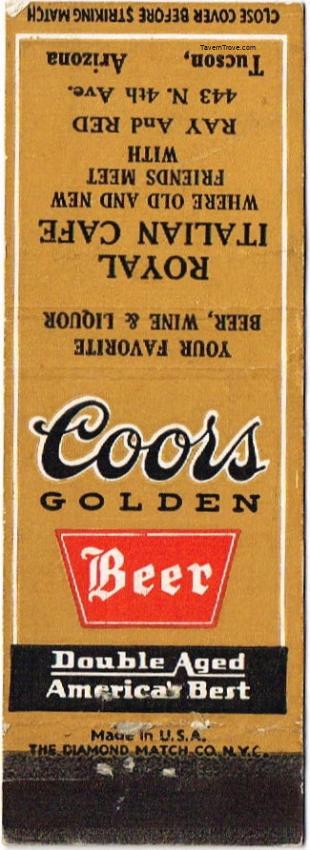 TavernTrove.com
CLOSE COVER BEFORE STRIKING MATCH
YOUR FAVORITE
BEER, WINE & LIQUOR
ROYAL
ITALIAN CAFE
WHERE OLD AND NEW
FRIENDS MEET
WITH
RAY And RED
443 N. 4th Ave.
Tucson, Arizona
Coors
GOLDEN
Beer
Double Aged
America's Best
Made in U.S.A.
THE DIAMOND MATCH CO. N.Y.C.